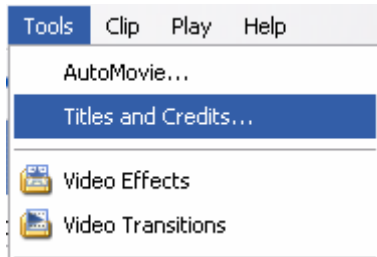 Tools Clip Play Help
AutoMovie...
Titles and Credits...
Video Effects
Video Transitions